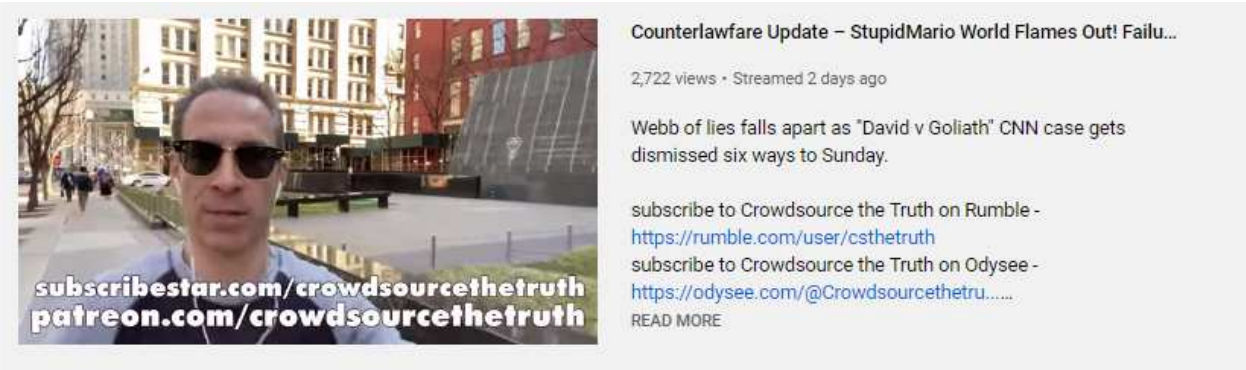 subscribestar.com/crowdsourcethetruth
patreon.com/crowdsourcethetruth
Counterlawfare Update – StupidMario World Flames Out! Failu...
2,722 views • Streamed 2 days ago
Webb of lies falls apart as "David v Goliath" CNN case gets
dismissed six ways to Sunday.
subscribe to Crowdsource the Truth on Rumble -
https://rumble.com/user/csthetruth
subscribe to Crowdsource the Truth on Odysee -
https://odysee.com/@Crowdsourcethetru......
READ MORE